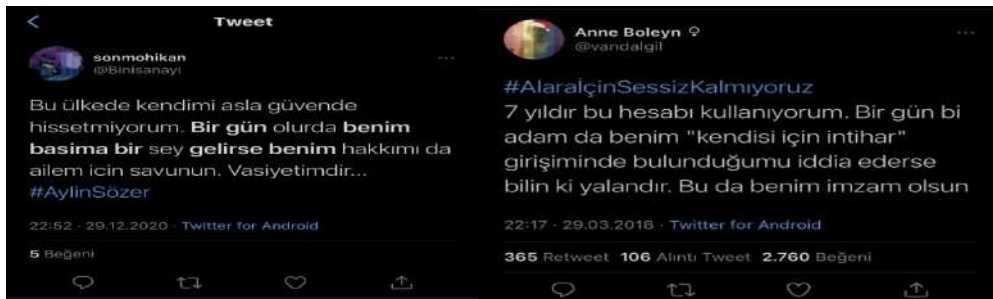 Tweet
sonmohikan
@Binisanayi
Bu ülkede kendimi asla güvende
hissetmiyorum. Bir gün olurda benim
basima bir sey gelirse benim hakkımı da
ailem icin savunun. Vasiyetimdir...
#AylinSözer
22:52 · 29.12.2020 · Twitter for Android
5 Beğeni
Anne Boleyn ♀
@vandalgil
#AlaraİçinSessizKalmıyoruz
7 yıldır bu hesabı kullanıyorum. Bir gün bi
adam da benim "kendisi için intihar"
girişiminde bulunduğumu iddia ederse
bilin ki yalandır. Bu da benim imzam olsun
22:17 · 29.03.2018 · Twitter for Android
365 Retweet 106 Alıntı Tweet 2.760 Beğeni